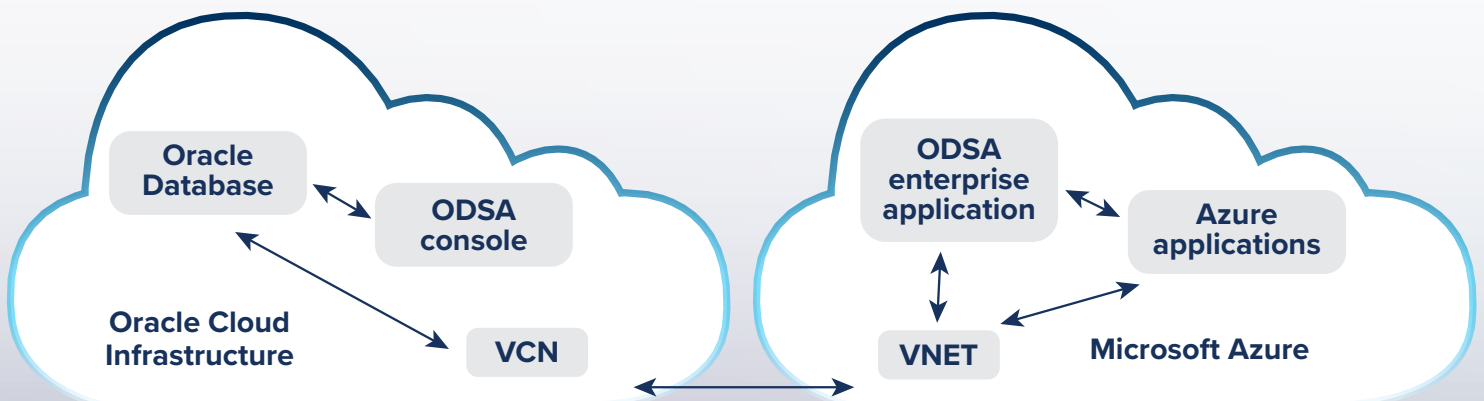 Oracle
Database
ODSA
console
Oracle Cloud
Infrastructure
VCN
ODSA
enterprise
application
Azure
applications
VNET
Microsoft Azure